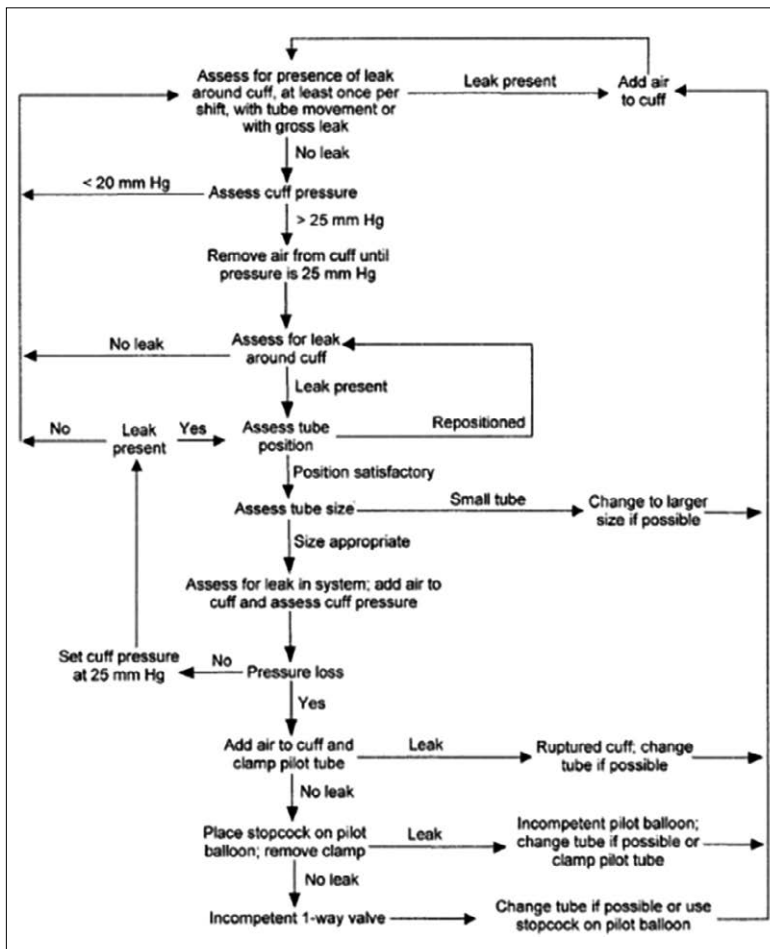 Assess for presence of leak
around cuff, at least once per
shift, with tube movement or
with gross leak
Leak present
Add air
to cuff
No leak
< 20 mm Hg
Assess cuff pressure
> 25 mm Hg
Remove air from cuff until
pressure is 25 mm Hg
No leak
Assess for leak
around cuff
Leak present
No
Leak
present
Yes
Assess tube
position
Repositioned
Position satisfactory
Assess tube size
Small tube
Change to larger
size if possible
Size appropriate
Assess for leak in system; add air to
cuff and assess cuff pressure
Set cuff pressure
at 25 mm Hg
No
Pressure loss
Yes
Add air to cuff and
clamp pilot tube
Leak
Ruptured cuff; change
tube if possible
No leak
Place stopcock on pilot
balloon; remove clamp
Leak
Incompetent pilot balloon;
change tube if possible or
clamp pilot tube
No leak
Incompetent 1-way valve
Change tube if possible or use
stopcock on pilot balloon